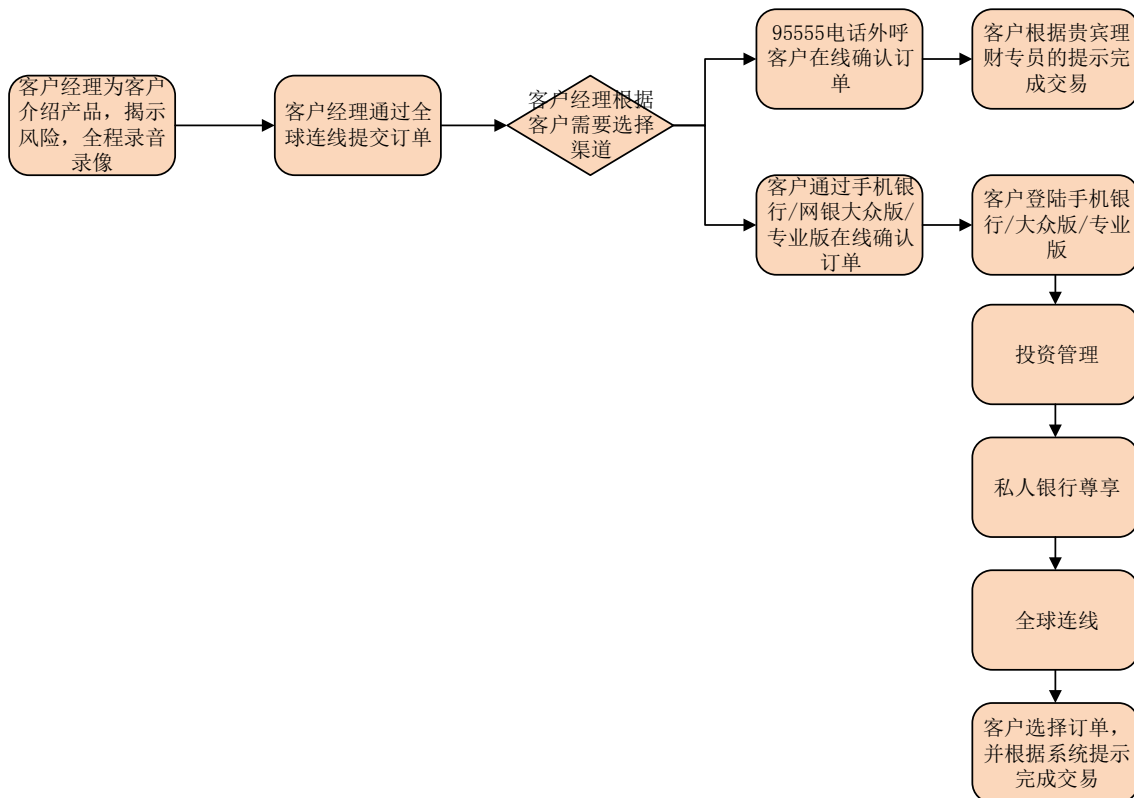 客户经理为客户
介绍产品，揭示
风险，全程录音
录像
客户经理通过全
球连线提交订单
客户经理根据
客户需要选择
渠道
95555电话外呼
客户在线确认订
单
客户根据贵宾理
财专员的提示完
成交易
客户通过手机银
行/网银大众版/
专业版在线确认
订单
客户登陆手机银
行/大众版/专业
版
投资管理
私人银行尊享
全球连线
客户选择订单，
并根据系统提示
完成交易